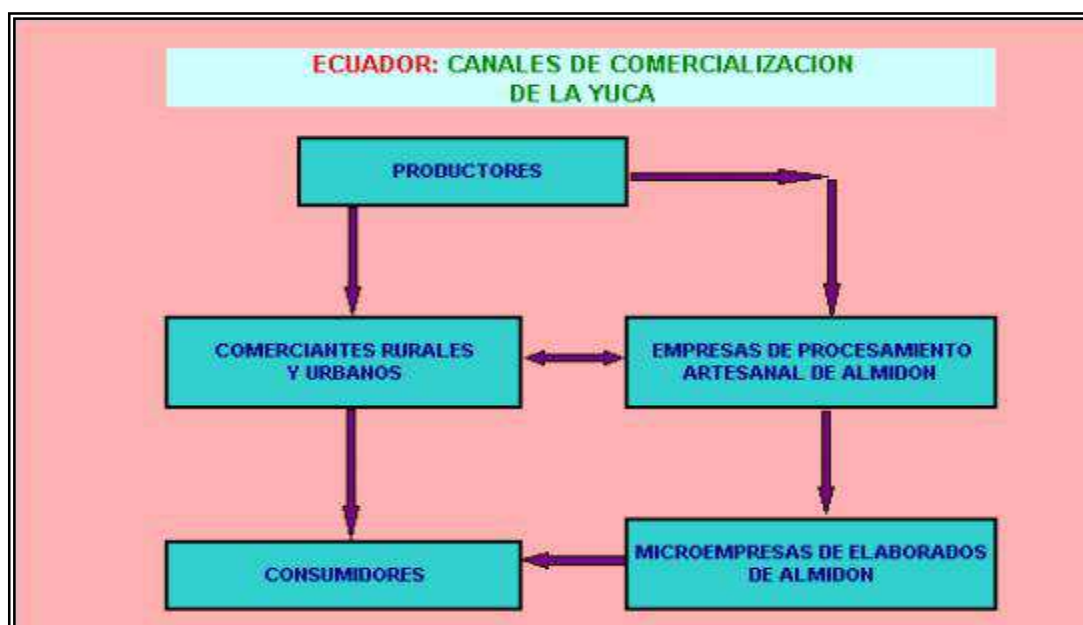 ECUADOR: CANALES DE COMERCIALIZACION
DE LA YUCA
PRODUCTORES
COMERCIANTES RURALES
Y URBANOS
EMPRESAS DE PROCESAMIENTO
ARTESANAL DE ALMIDON
CONSUMIDORES
MICROEMPRESAS DE ELABORADOS
DE ALMIDON